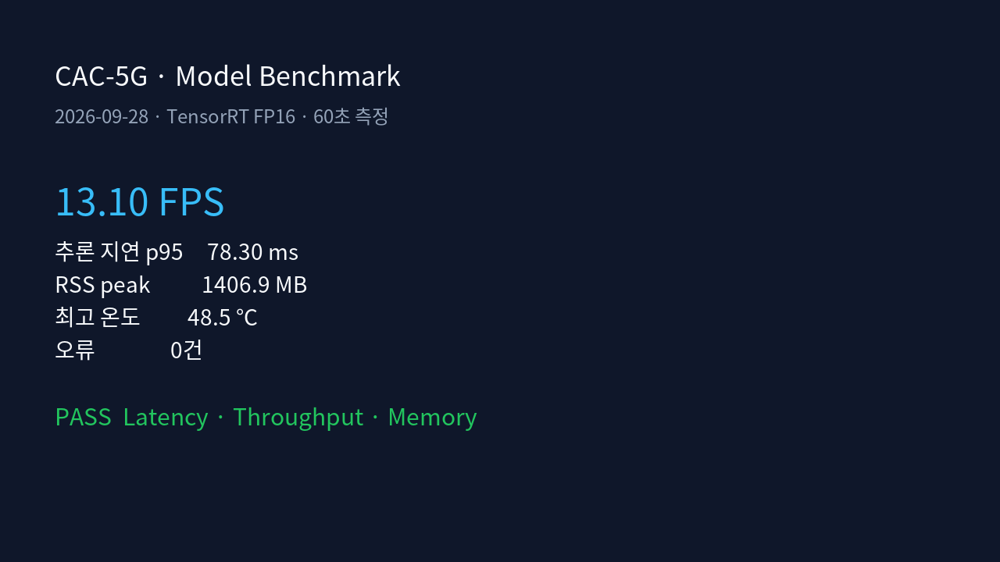 CAC-5G · Model Benchmark
2026-09-28 · TensorRT FP16 · 60초 측정
13.10 FPS
추론 지연 p95 78.30 ms
RSS peak 1406.9 MB
최고 온도 48.5 °C
오류 0건
PASS Latency · Throughput · Memory